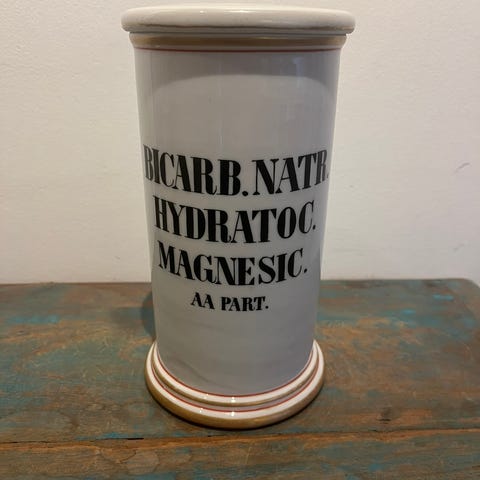 BICARB. NATR.
HYDRATOC.
MAGNESIC.
AA PART.